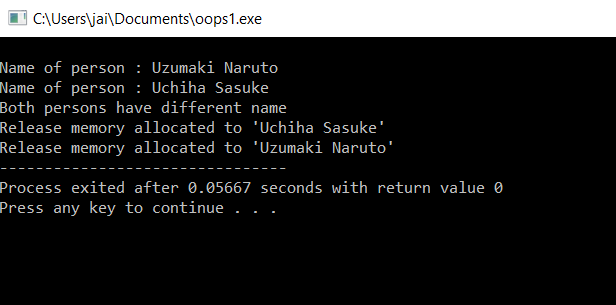 C:\Users\jai\Documents\oops1.exe
Name of person : Uzumaki Naruto
Name of person : Uchiha Sasuke
Both persons have different name
Release memory allocated to 'Uchiha Sasuke'
Release memory allocated to 'Uzumaki Naruto'
--------------------------------
Process exited after 0.05667 seconds with return value 0
Press any key to continue . . .